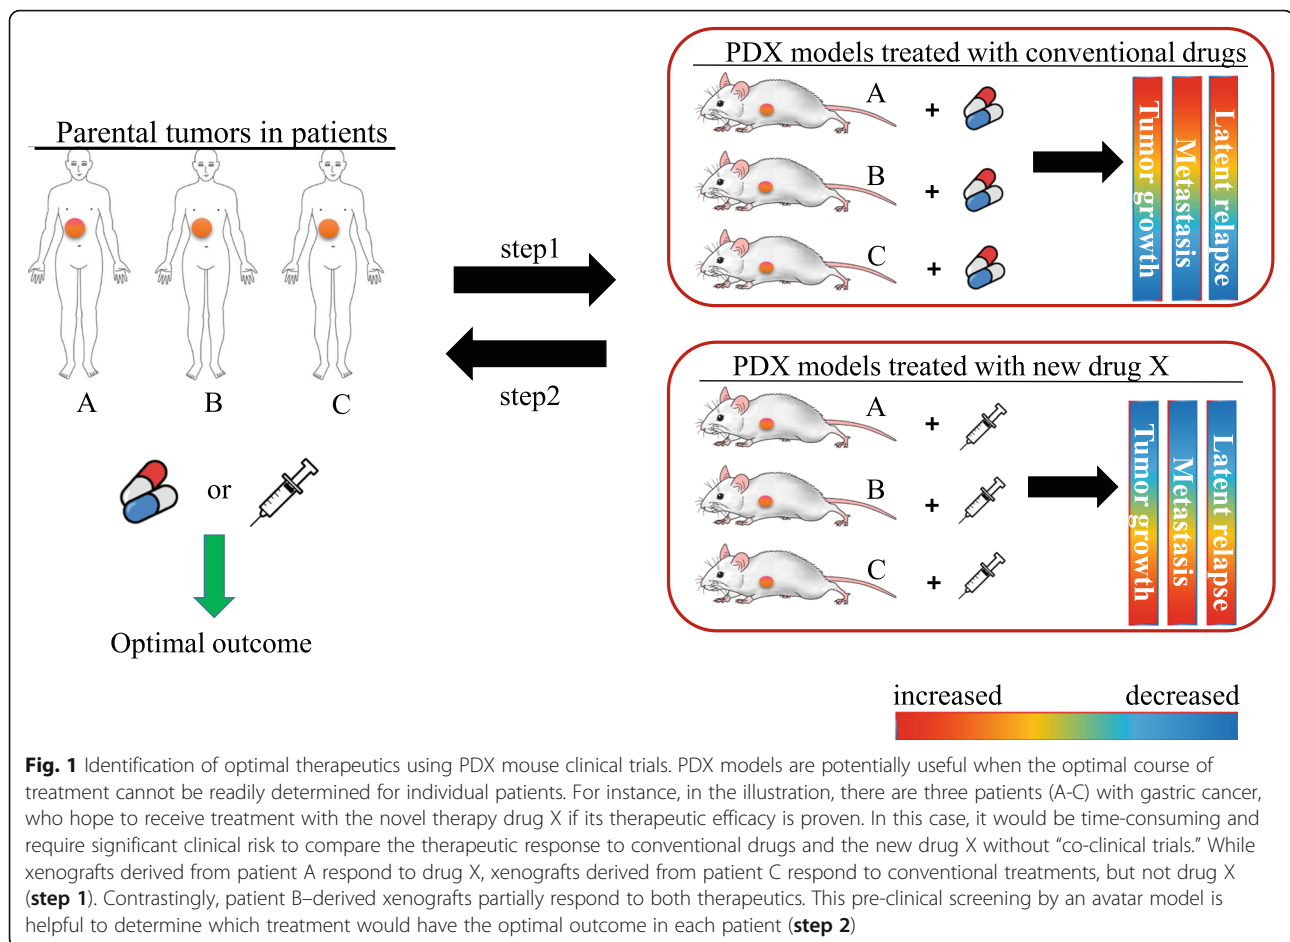 Parental tumors in patients
A
B
C
or
Optimal outcome
step1
step2
PDX models treated with conventional drugs
A
+
B
+
C
+
Tumor growth
Metastasis
Latent relapse
PDX models treated with new drug X
A
+
B
+
C
+
Tumor growth
Metastasis
Latent relapse
increased
decreased
Fig. 1 Identification of optimal therapeutics using PDX mouse clinical trials. PDX models are potentially useful when the optimal course of
treatment cannot be readily determined for individual patients. For instance, in the illustration, there are three patients (A-C) with gastric cancer,
who hope to receive treatment with the novel therapy drug X if its therapeutic efficacy is proven. In this case, it would be time-consuming and
require significant clinical risk to compare the therapeutic response to conventional drugs and the new drug X without “co-clinical trials.” While
xenografts derived from patient A respond to drug X, xenografts derived from patient C respond to conventional treatments, but not drug X
(step 1). Contrastingly, patient B–derived xenografts partially respond to both therapeutics. This pre-clinical screening by an avatar model is
helpful to determine which treatment would have the optimal outcome in each patient (step 2)